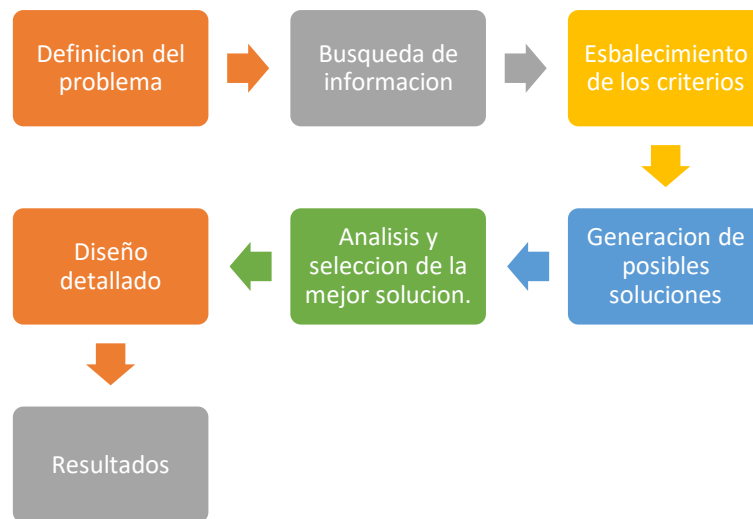 Definicion del
problema
Busqueda de
informacion
Esbalecimiento
de los criterios
Generacion de
posibles
soluciones
Analisis y
seleccion de la
mejor solucion.
Diseño
detallado
Resultados